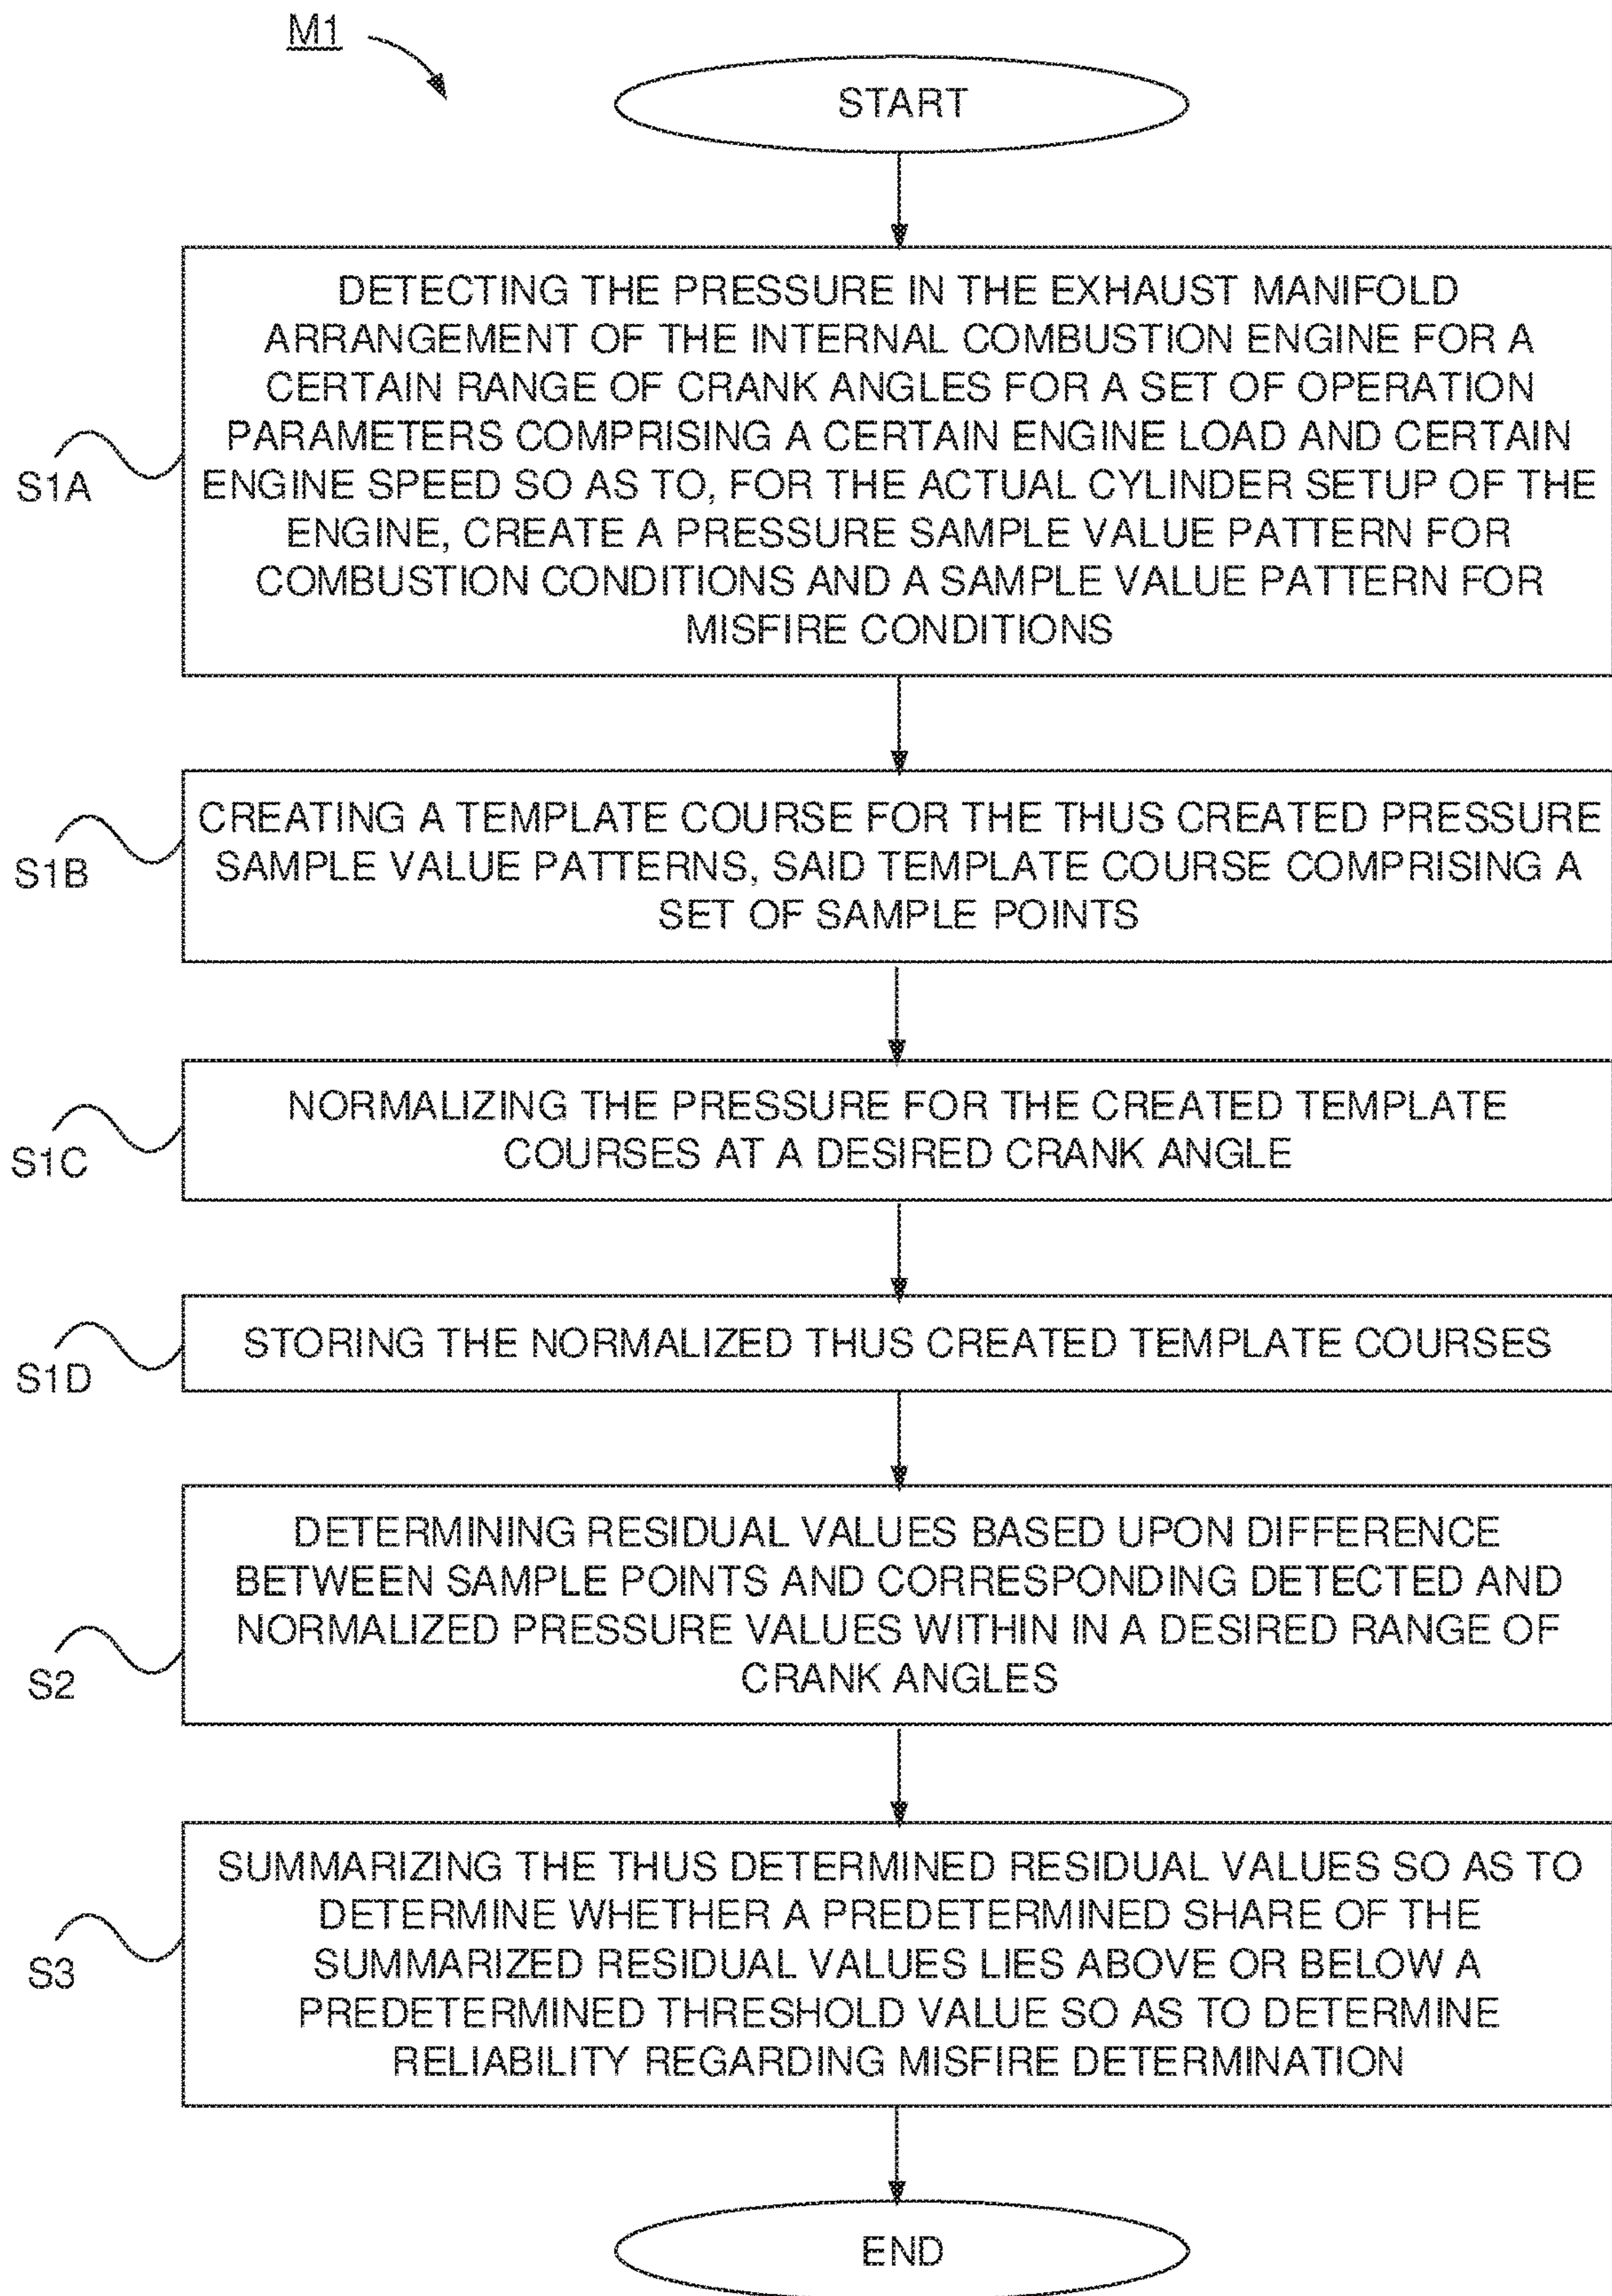 M1
START
DETECTING THE PRESSURE IN THE EXHAUST MANIFOLD
ARRANGEMENT OF THE INTERNAL COMBUSTION ENGINE FOR A
CERTAIN RANGE OF CRANK ANGLES FOR A SET OF OPERATION
PARAMETERS COMPRISING A CERTAIN ENGINE LOAD AND CERTAIN
ENGINE SPEED SO AS TO, FOR THE ACTUAL CYLINDER SETUP OF THE
ENGINE, CREATE A PRESSURE SAMPLE VALUE PATTERN FOR
COMBUSTION CONDITIONS AND A SAMPLE VALUE PATTERN FOR
MISFIRE CONDITIONS
S1A
CREATING A TEMPLATE COURSE FOR THE THUS CREATED PRESSURE
SAMPLE VALUE PATTERNS, SAID TEMPLATE COURSE COMPRISING A
SET OF SAMPLE POINTS
S1B
NORMALIZING THE PRESSURE FOR THE CREATED TEMPLATE
COURSES AT A DESIRED CRANK ANGLE
S1C
STORING THE NORMALIZED THUS CREATED TEMPLATE COURSES
S1D
DETERMINING RESIDUAL VALUES BASED UPON DIFFERENCE
BETWEEN SAMPLE POINTS AND CORRESPONDING DETECTED AND
NORMALIZED PRESSURE VALUES WITHIN IN A DESIRED RANGE OF
CRANK ANGLES
S2
SUMMARIZING THE THUS DETERMINED RESIDUAL VALUES SO AS TO
DETERMINE WHETHER A PREDETERMINED SHARE OF THE
SUMMARIZED RESIDUAL VALUES LIES ABOVE OR BELOW A
PREDETERMINED THRESHOLD VALUE SO AS TO DETERMINE
RELIABILITY REGARDING MISFIRE DETERMINATION
S3
END